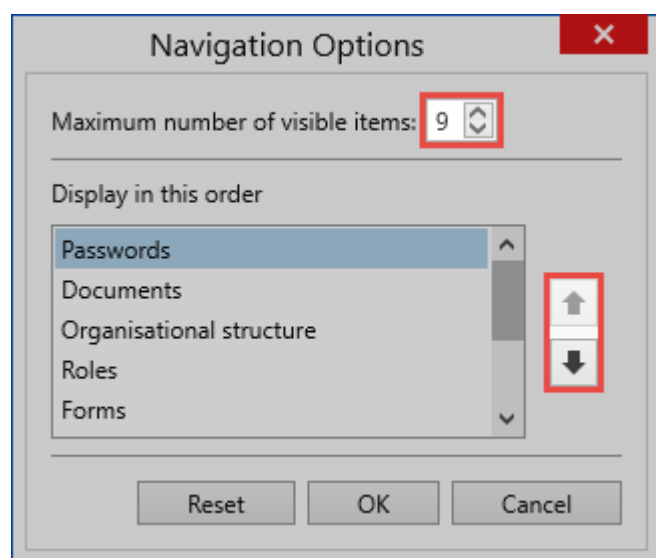 Navigation Options
Maximum number of visible items: 9
Display in this order
Passwords
Documents
Organisational structure
Roles
Forms
Reset OK Cancel